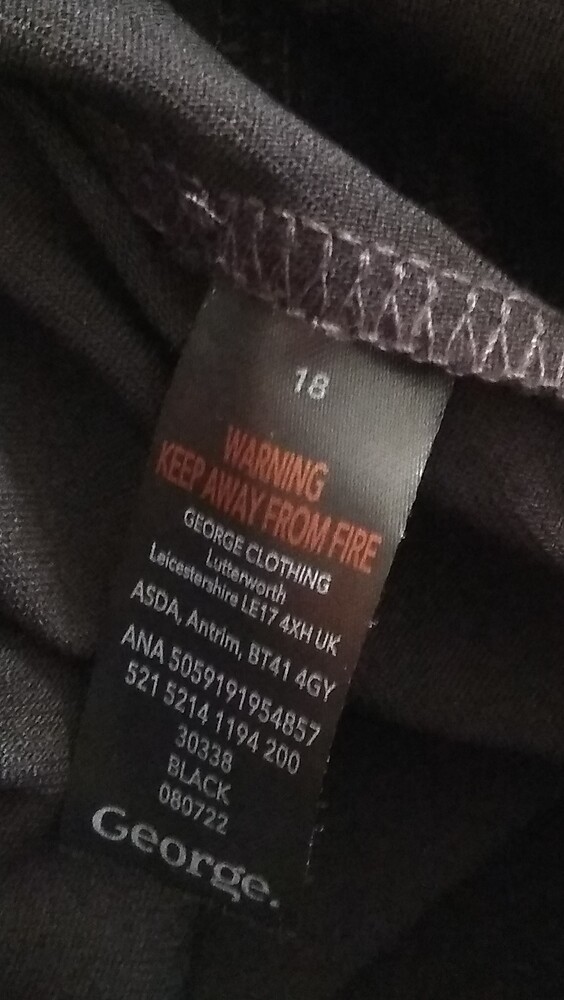 18
WARNING
KEEP AWAY FROM FIRE
GEORGE CLOTHING
Lutterworth
Leicestershire LE17 4XH UK
ASDA, Antrim, BT41 4GY
ANA 5059191954857
521 5214 1194 200
30338
BLACK
080722
George.